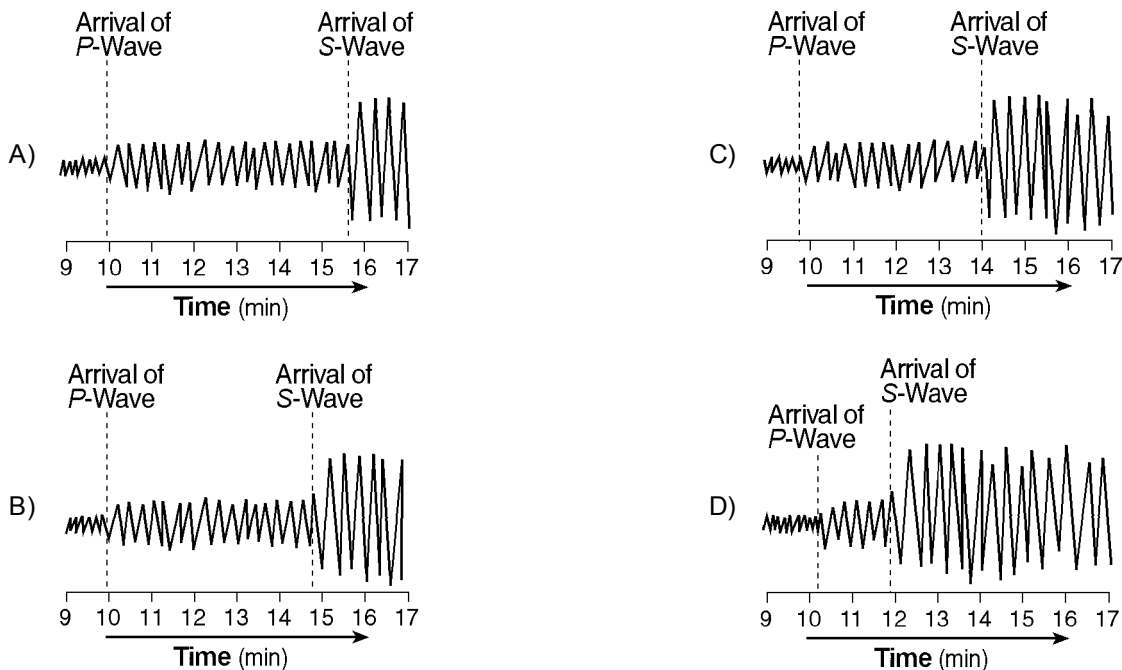 Arrival of
P-Wave
Arrival of
S-Wave
A)
9 10 11 12 13 14 15 16 17
Time (min)
Arrival of
P-Wave
Arrival of
S-Wave
B)
9 10 11 12 13 14 15 16 17
Time (min)
Arrival of
P-Wave
Arrival of
S-Wave
C)
9 10 11 12 13 14 15 16 17
Time (min)
Arrival of
S-Wave
Arrival of
P-Wave
D)
9 10 11 12 13 14 15 16 17
Time (min)